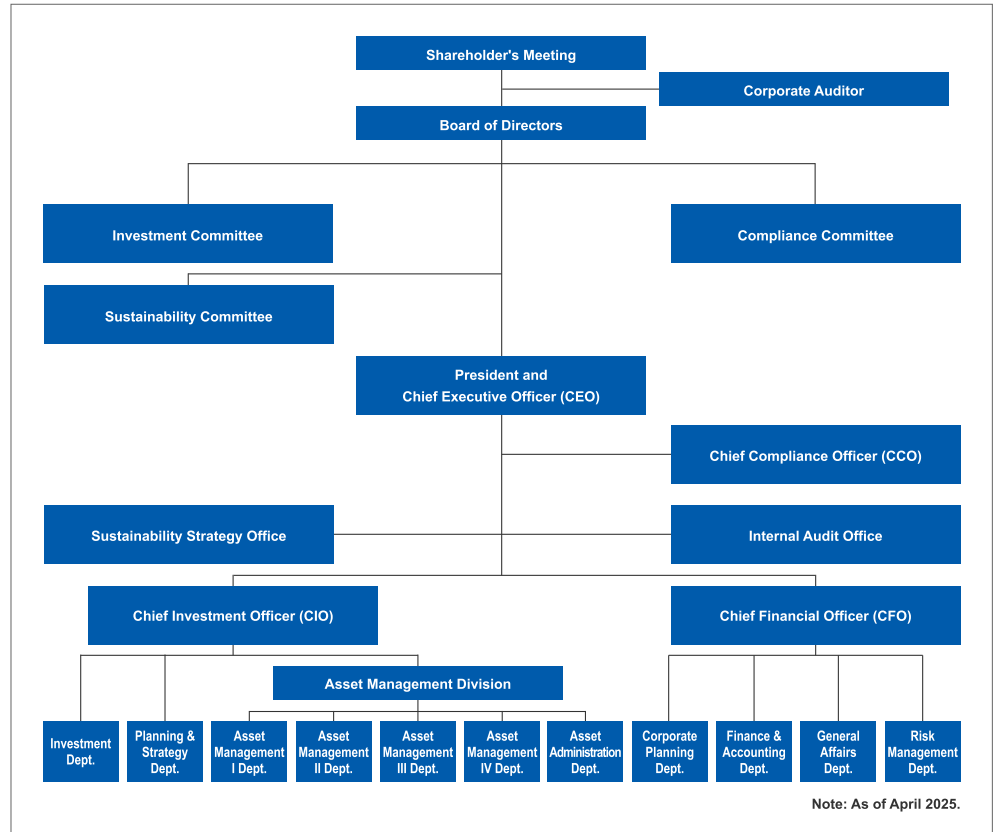 Shareholder's Meeting
Corporate Auditor
Board of Directors
Investment Committee
Compliance Committee
Sustainability Committee
President and
Chief Executive Officer (CEO)
Chief Compliance Officer (CCO)
Sustainability Strategy Office
Internal Audit Office
Chief Investment Officer (CIO)
Chief Financial Officer (CFO)
Asset Management Division
Investment
Dept.
Planning &
Strategy
Dept.
Asset
Management
I Dept.
Asset
Management
II Dept.
Asset
Management
III Dept.
Asset
Management
IV Dept.
Asset
Administration
Dept.
Corporate
Planning
Dept.
Finance &
Accounting
Dept.
General
Affairs
Dept.
Risk
Management
Dept.
Note: As of April 2025.